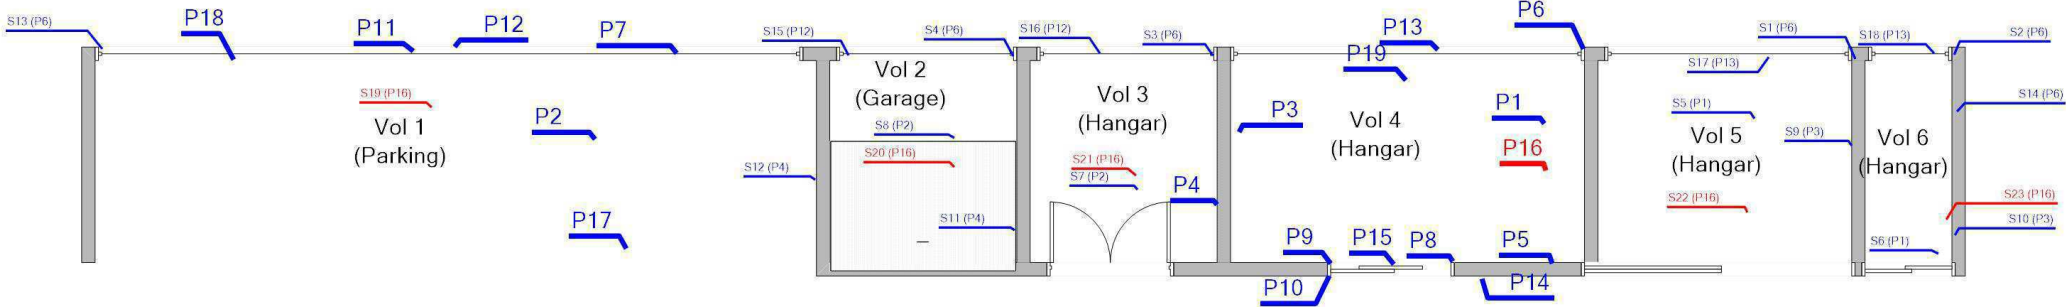 S13 (P6)
P18
P11
P12
P7
S15 (P12)
S4 (P6)
S16 (P12)
S3 (P6)
P13
P6
S1 (P6)
S18 (P13)
S2 (P6)
P19
S17 (P13)
Vol 2
(Garage)
S19 (P16)
Vol 1
(Parking)
P2
S8 (P2)
S20 (P16)
Vol 3
(Hangar)
P3
Vol 4
(Hangar)
P1
P16
S5 (P1)
Vol 5
(Hangar)
S9 (P3)
S14 (P6)
Vol 6
(Hangar)
S12 (P4)
S21 (P16)
S7 (P2)
P4
S22 (P16)
S23 (P16)
P17
S11 (P4)
S10 (P3)
P9
P15
P8
P5
S6 (P1)
P10
P14